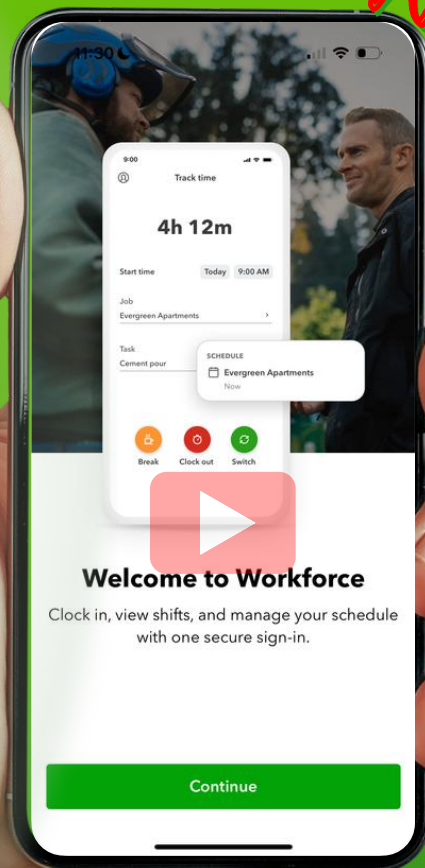 11:30
9:00
Track time
4h 12m
Start time Today 9:00 AM
Job
Evergreen Apartments
Task
Cement pour
SCHEDULE
Evergreen Apartments
Now
Break Clock out Switch
Welcome to Workforce
Clock in, view shifts, and manage your schedule
with one secure sign-in.
Continue